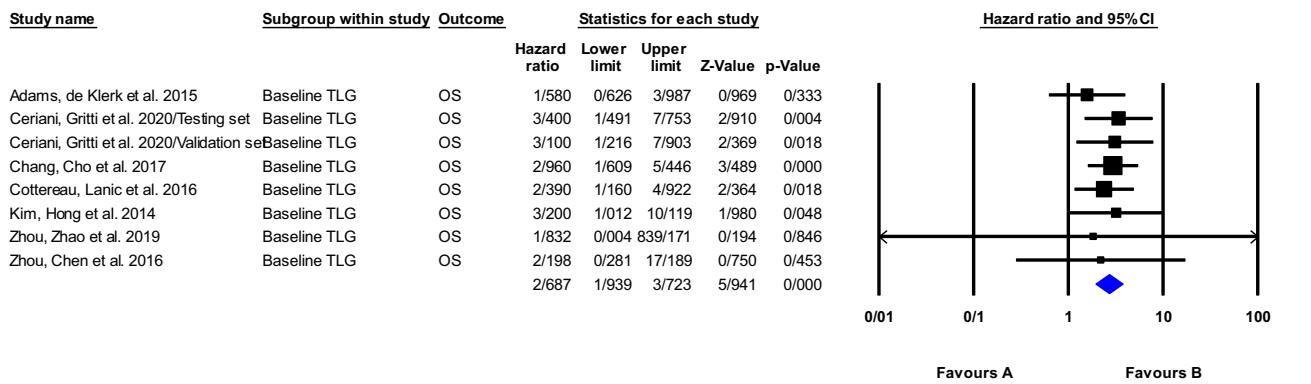 Study name Subgroup within study Outcome Statistics for each study Hazard ratio and 95% CI
Hazard ratio Lower limit Upper limit Z-Value p-Value
Adams, de Klerk et al. 2015 Baseline TLG OS 1/580 0/626 3/987 0/969 0/333
Ceriani, Gritti et al. 2020/Testing set Baseline TLG OS 3/400 1/491 7/753 2/910 0/004
Ceriani, Gritti et al. 2020/Validation set Baseline TLG OS 3/100 1/216 7/903 2/369 0/018
Chang, Cho et al. 2017 Baseline TLG OS 2/960 1/609 5/446 3/489 0/000
Cottereau, Lanic et al. 2016 Baseline TLG OS 2/390 1/160 4/922 2/364 0/018
Kim, Hong et al. 2014 Baseline TLG OS 3/200 1/012 10/119 1/980 0/048
Zhou, Zhao et al. 2019 Baseline TLG OS 1/832 0/004 839/171 0/194 0/846
Zhou, Chen et al. 2016 Baseline TLG OS 2/198 0/281 17/189 0/750 0/453
2/687 1/939 3/723 5/941 0/000
0/01 0/1 1 10 100
Favours A Favours B